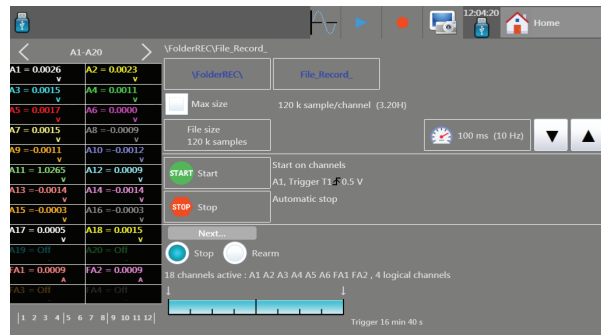 12:04:20
Home
A1-A20
\FolderREC\File_Record_
\FolderREC\
File_Record_
A1 = 0.0026 V
A2 = 0.0023 V
A3 = 0.0015 V
A4 = 0.0011 V
A5 = 0.0017 V
A6 = 0.0000 V
A7 = 0.0015 V
A8 =-0.0009 V
A9 =-0.0011 V
A10 =-0.0012 V
A11 = 1.0265 V
A12 = 0.0009 V
A13 =-0.0014 V
A14 =-0.0014 V
A15 =-0.0003 V
A16 =-0.0003 V
A17 = 0.0005 V
A18 = 0.0015 V
A19 = Off
A20 = Off
FA1 = 0.0009 A
FA2 = 0.0009 A
FA3 = Off
FA4 = Off
1 2 3 4 5 6 7 8 9 10 11 12
Max size
120 k sample/channel (3.20H)
File size
120 k samples
100 ms (10 Hz)
START Start
Start on channels
A1, Trigger T1 0.5 V
STOP Stop
Automatic stop
Next...
Stop
Rearm
18 channels active : A1 A2 A3 A4 A5 A6 FA1 FA2 , 4 logical channels
Trigger 16 min 40 s